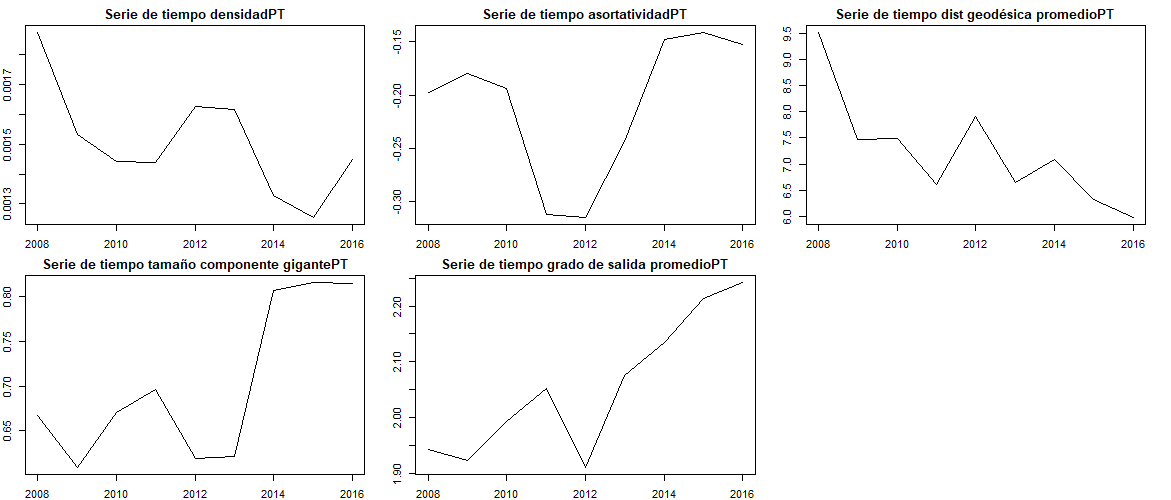 Serie de tiempo densidadPT
0.0017
0.0015
0.0013
2008 2010 2012 2014 2016
Serie de tiempo asortatividadPT
-0.15
-0.20
-0.25
-0.30
2008 2010 2012 2014 2016
Serie de tiempo dist geodésica promedioPT
9.5
9.0
8.5
8.0
7.5
7.0
6.5
6.0
2008 2010 2012 2014 2016
Serie de tiempo tamaño componente gigantePT
0.80
0.75
0.70
0.65
2008 2010 2012 2014 2016
Serie de tiempo grado de salida promedioPT
2.20
2.10
2.00
1.90
2008 2010 2012 2014 2016